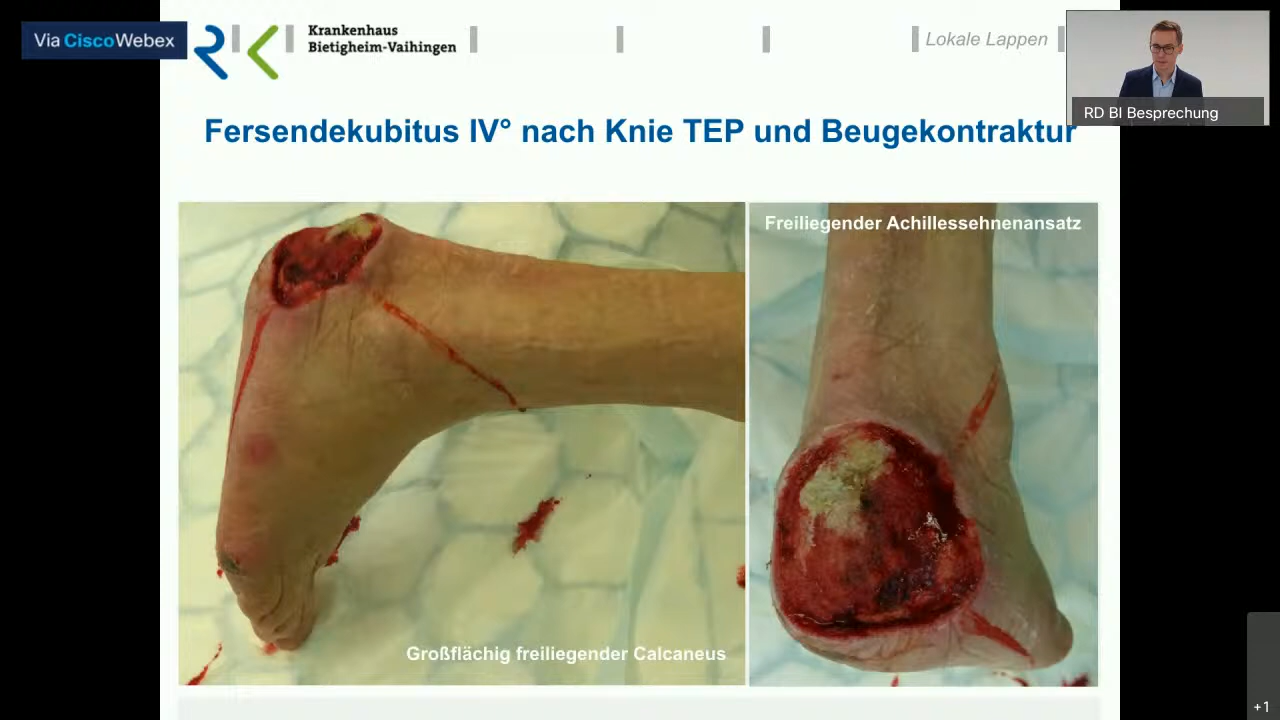 Via CiscoWebex
Krankenhaus
Bietigheim-Vaihingen
Lokale Lappen
RD BI Besprechung
Fersendekubitus IV° nach Knie TEP und Beugekontraktur
Freiliegender Achillessehnenansatz
Großflächig freiliegender Calcaneus
+1